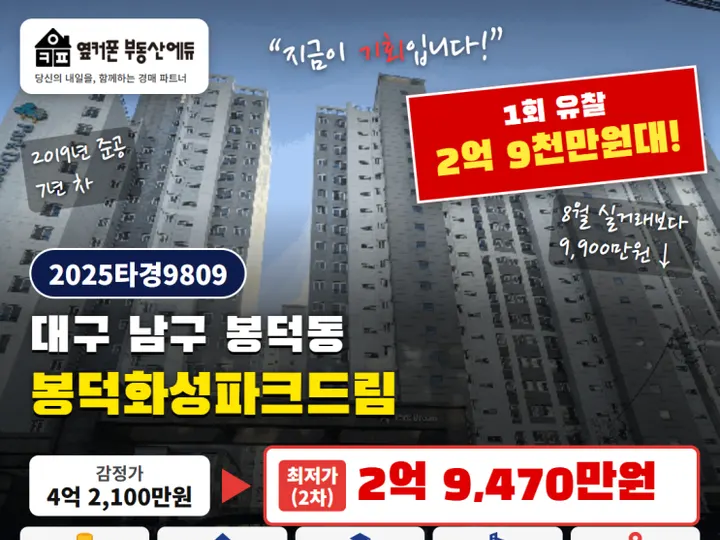 옆커폰 부동산에듀
당신의 내일을, 함께하는 경매 파트너
“지금이 기회입니다!”
1회 유찰
2억 9천만원대!
2019년 준공
7년 차
8월 실거래보다
9,900만원 ↓
2025타경9809
대구 남구 봉덕동
봉덕화성파크드림
감정가
4억 2,100만원
최저가
(2차)
2억 9,470만원